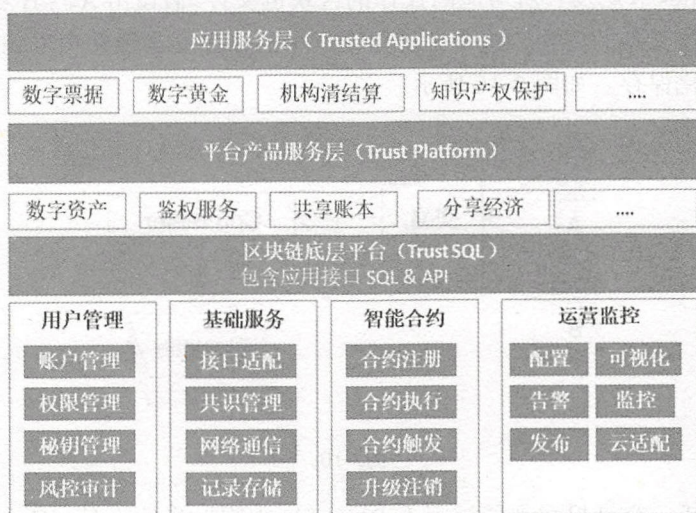 应用服务层（Trusted Applications）
数字票据 数字黄金 机构清结算 知识产权保护 ....
平台产品服务层（Trust Platform）
数字资产 鉴权服务 共享账本 分享经济 ....
区块链底层平台（Trust SQL）
包含应用接口 SQL & API
用户管理 基础服务 智能合约 运营监控
账户管理 接口适配 合约注册 配置 可视化
权限管理 共识管理 合约执行 告警 监控
秘钥管理 网络通信 合约触发 发布 云适配
风控审计 记录存储 升级注销